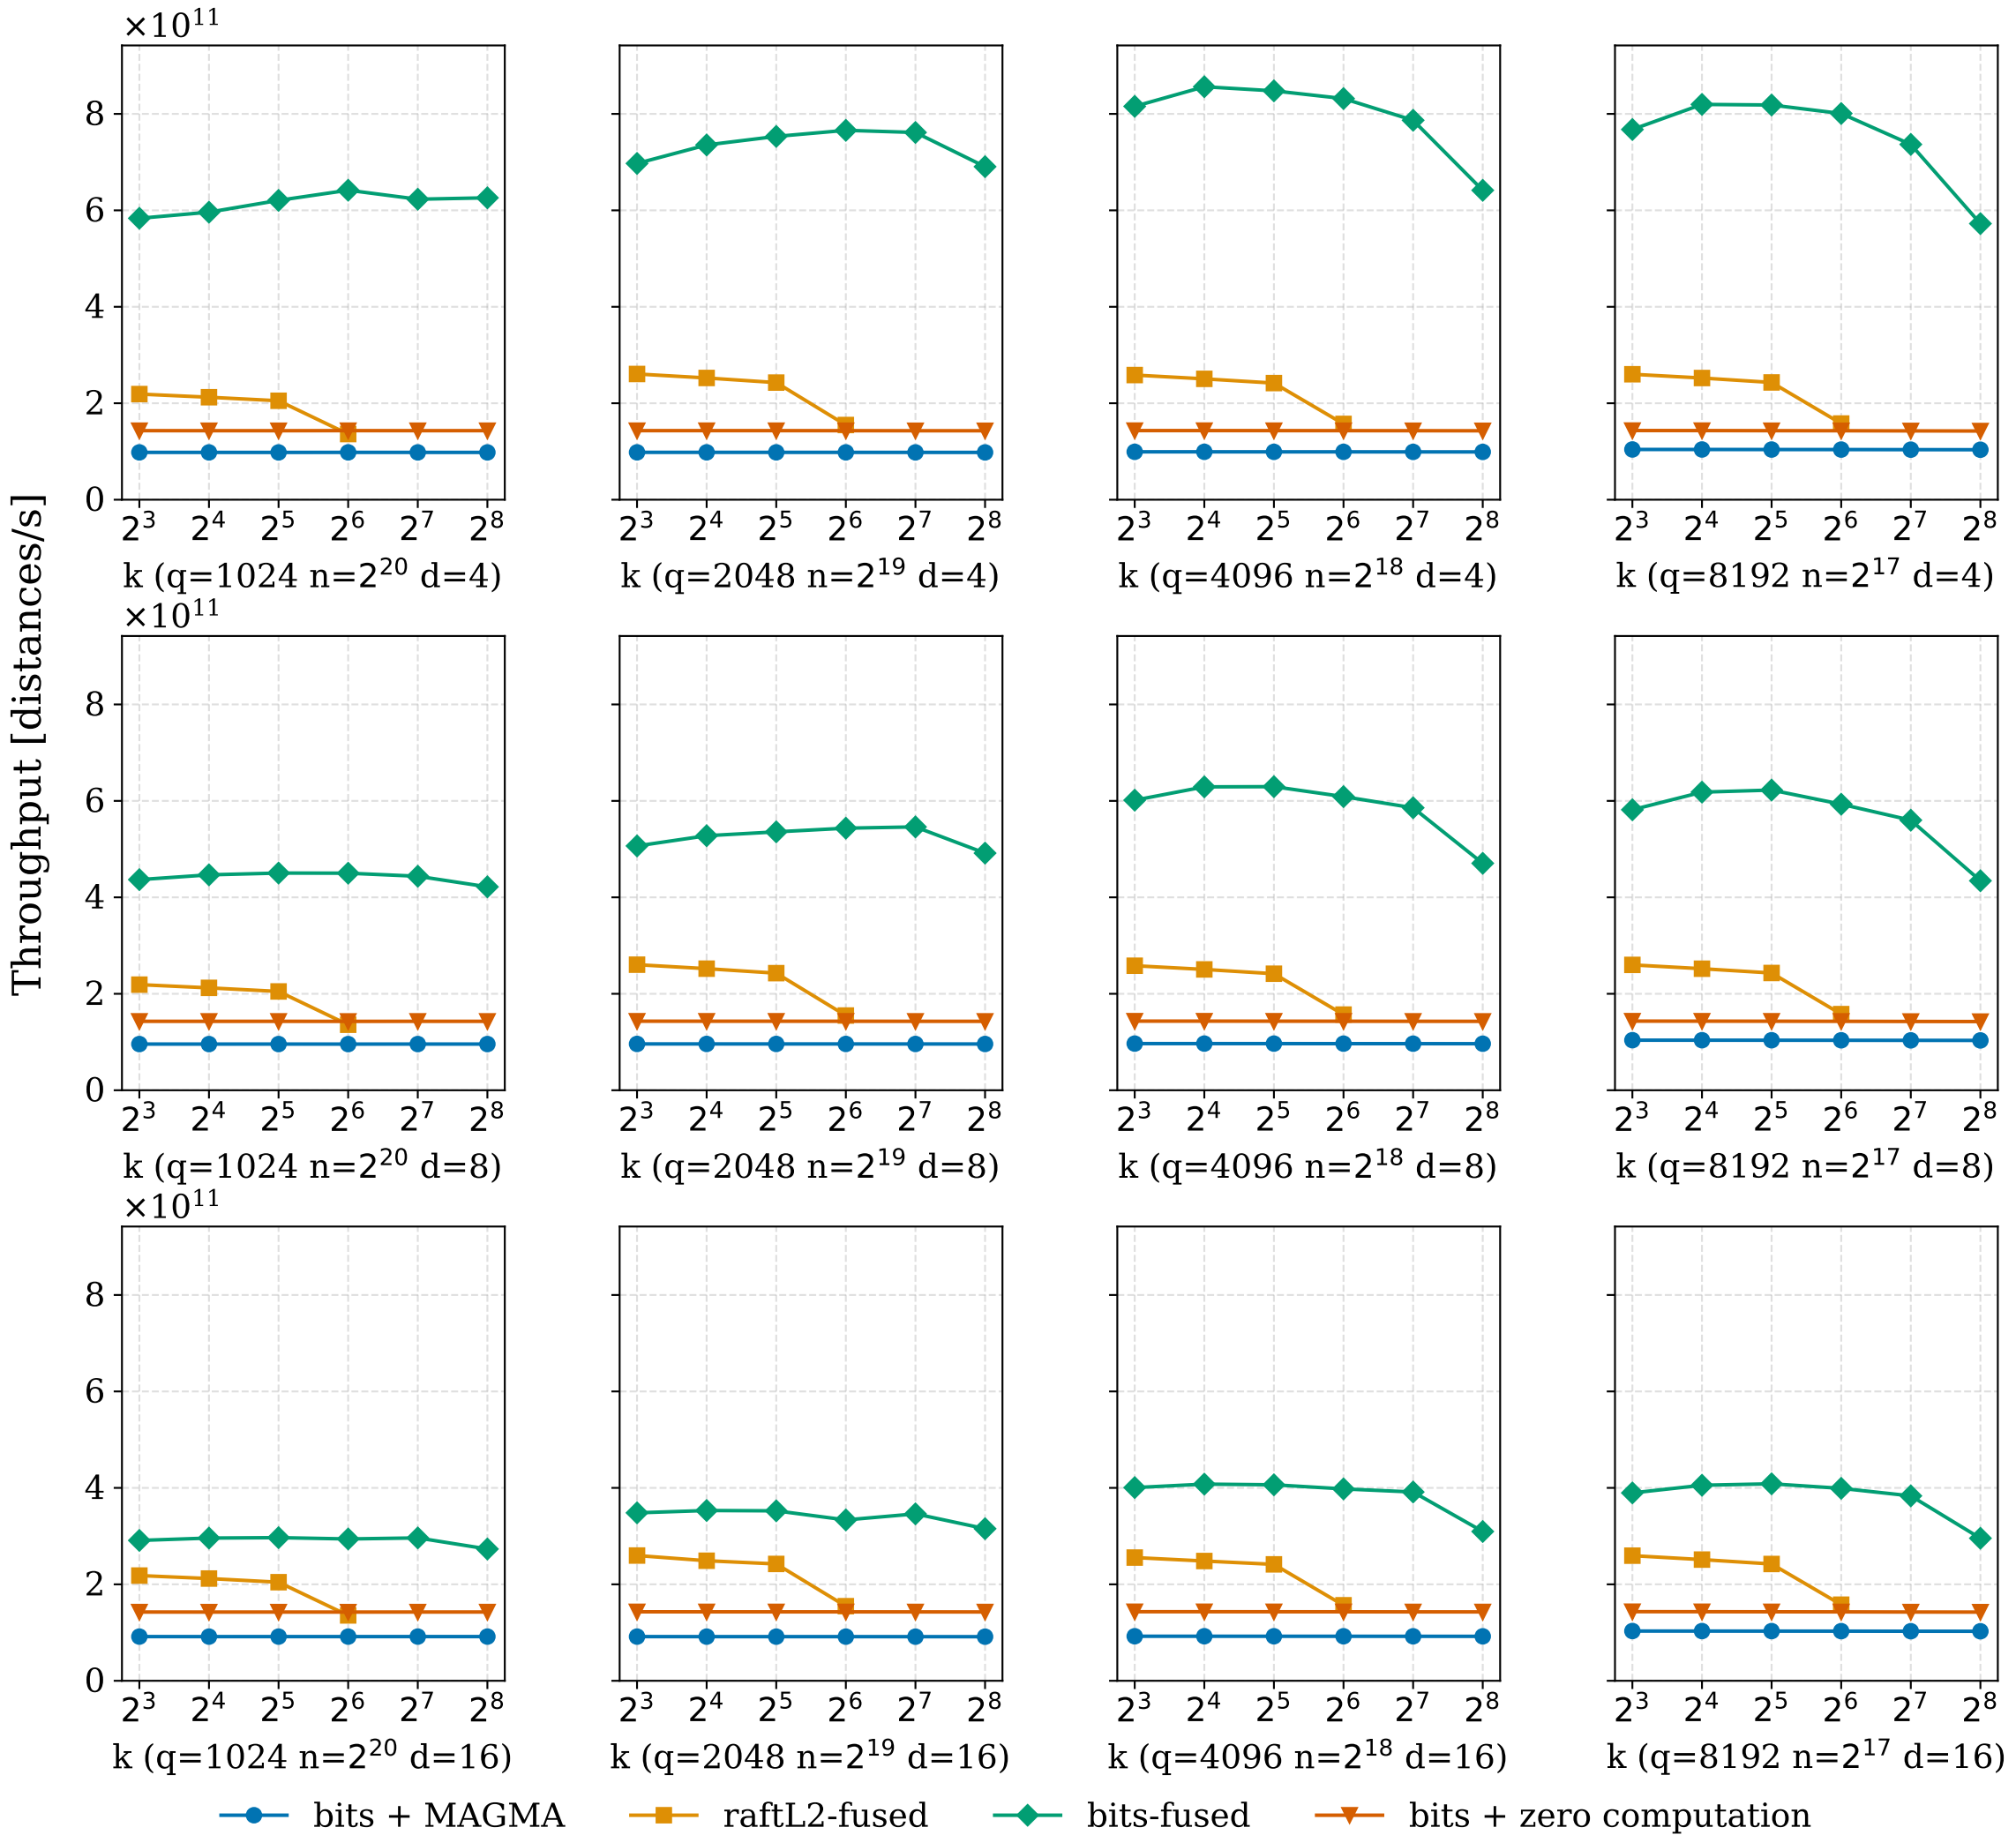 ×10¹¹
8
6
4
2
0
2³ 2⁴ 2⁵ 2⁶ 2⁷ 2⁸
2³ 2⁴ 2⁵ 2⁶ 2⁷ 2⁸
2³ 2⁴ 2⁵ 2⁶ 2⁷ 2⁸
2³ 2⁴ 2⁵ 2⁶ 2⁷ 2⁸
k (q=1024 n=2²⁰ d=4)
k (q=2048 n=2¹⁹ d=4)
k (q=4096 n=2¹⁸ d=4)
k (q=8192 n=2¹⁷ d=4)
Throughput [distances/s]
×10¹¹
8
6
4
2
0
2³ 2⁴ 2⁵ 2⁶ 2⁷ 2⁸
2³ 2⁴ 2⁵ 2⁶ 2⁷ 2⁸
2³ 2⁴ 2⁵ 2⁶ 2⁷ 2⁸
2³ 2⁴ 2⁵ 2⁶ 2⁷ 2⁸
k (q=1024 n=2²⁰ d=8)
k (q=2048 n=2¹⁹ d=8)
k (q=4096 n=2¹⁸ d=8)
k (q=8192 n=2¹⁷ d=8)
×10¹¹
8
6
4
2
0
2³ 2⁴ 2⁵ 2⁶ 2⁷ 2⁸
2³ 2⁴ 2⁵ 2⁶ 2⁷ 2⁸
2³ 2⁴ 2⁵ 2⁶ 2⁷ 2⁸
2³ 2⁴ 2⁵ 2⁶ 2⁷ 2⁸
k (q=1024 n=2²⁰ d=16)
k (q=2048 n=2¹⁹ d=16)
k (q=4096 n=2¹⁸ d=16)
k (q=8192 n=2¹⁷ d=16)
bits + MAGMA
raftL2-fused
bits-fused
bits + zero computation